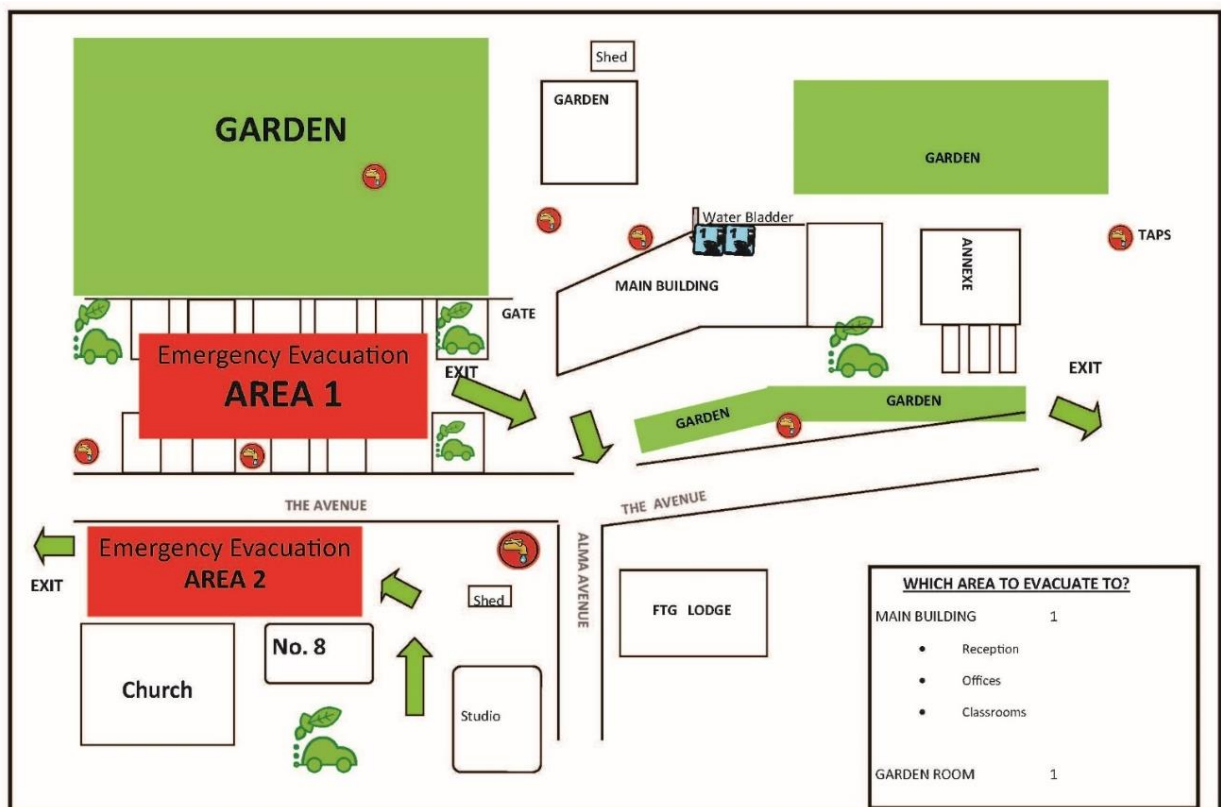 Shed
GARDEN
GARDEN
GARDEN
Water Bladder
TAPS
MAIN BUILDING
ANNEXE
GATE
Emergency Evacuation
AREA 1
EXIT
EXIT
GARDEN
GARDEN
THE AVENUE
THE AVENUE
Emergency Evacuation
AREA 2
EXIT
ALMA AVENUE
Shed
FTG LODGE
No. 8
Church
Studio
WHICH AREA TO EVACUATE TO?
MAIN BUILDING 1
• Reception
• Offices
• Classrooms
GARDEN ROOM 1
1 1